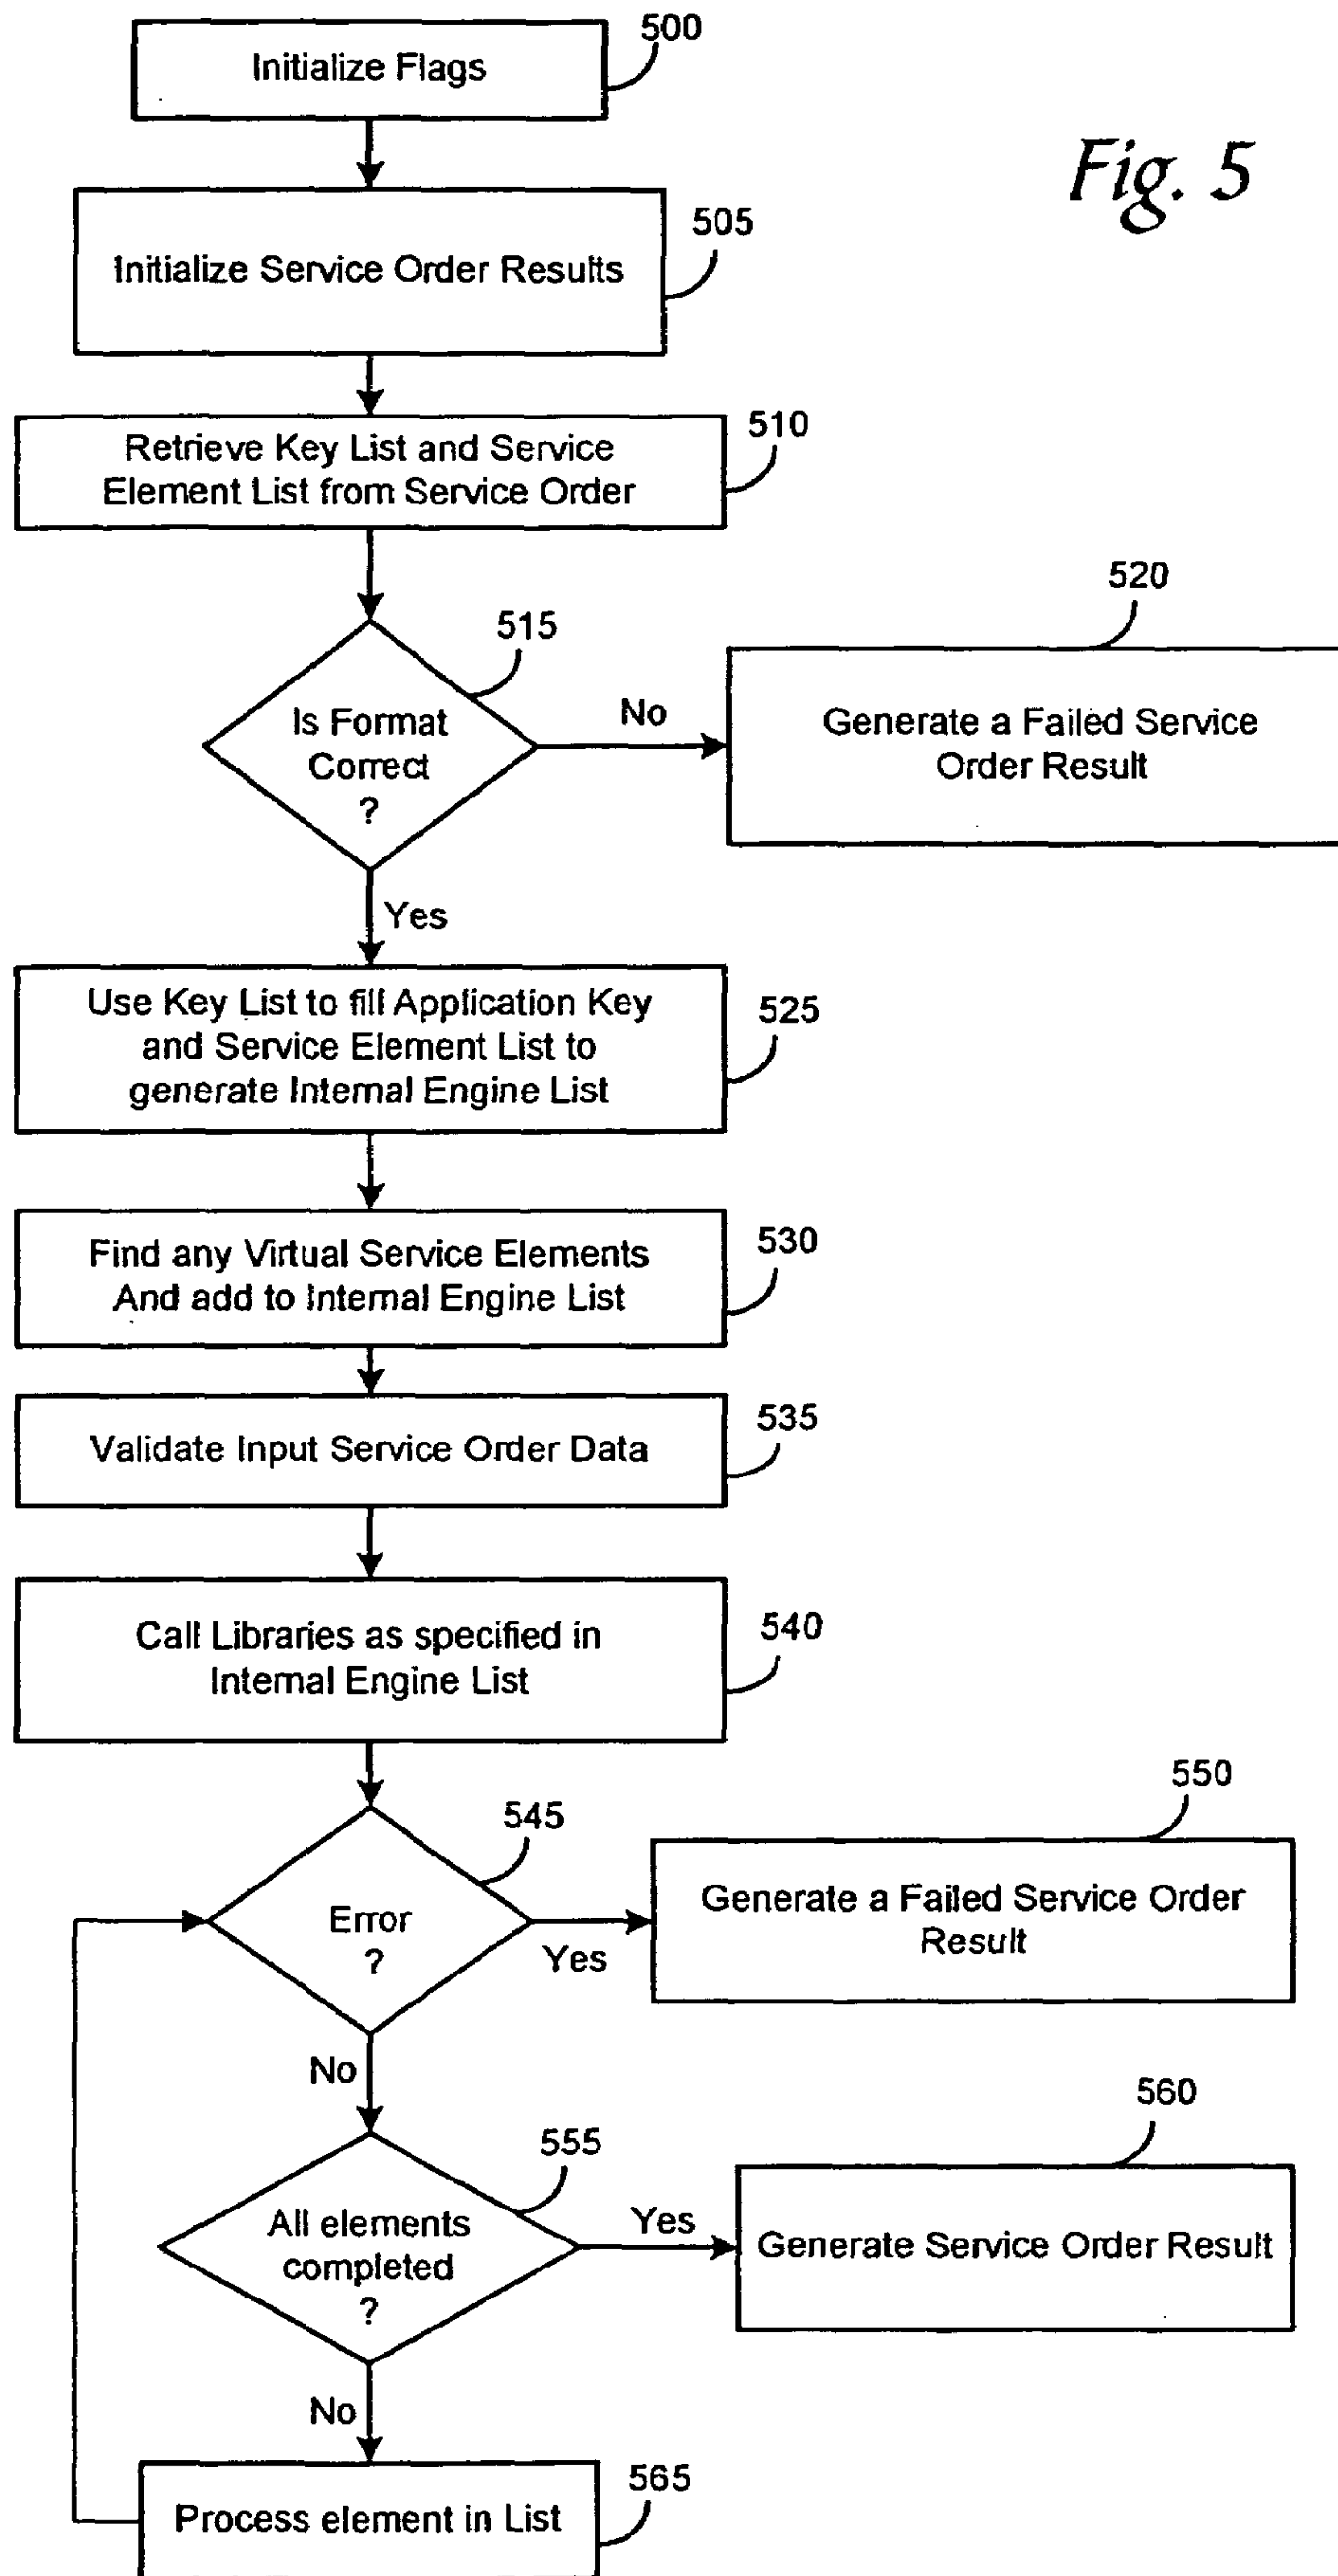 Initialize Flags
500
Fig. 5
Initialize Service Order Results
505
Retrieve Key List and Service
Element List from Service Order
510
Is Format
Correct
?
515
No
Generate a Failed Service
Order Result
520
Yes
Use Key List to fill Application Key
and Service Element List to
generate Internal Engine List
525
Find any Virtual Service Elements
And add to Internal Engine List
530
Validate Input Service Order Data
535
Call Libraries as specified in
Internal Engine List
540
Error
?
545
Yes
Generate a Failed Service Order
Result
550
No
All elements
completed
?
555
Yes
Generate Service Order Result
560
No
Process element in List
565